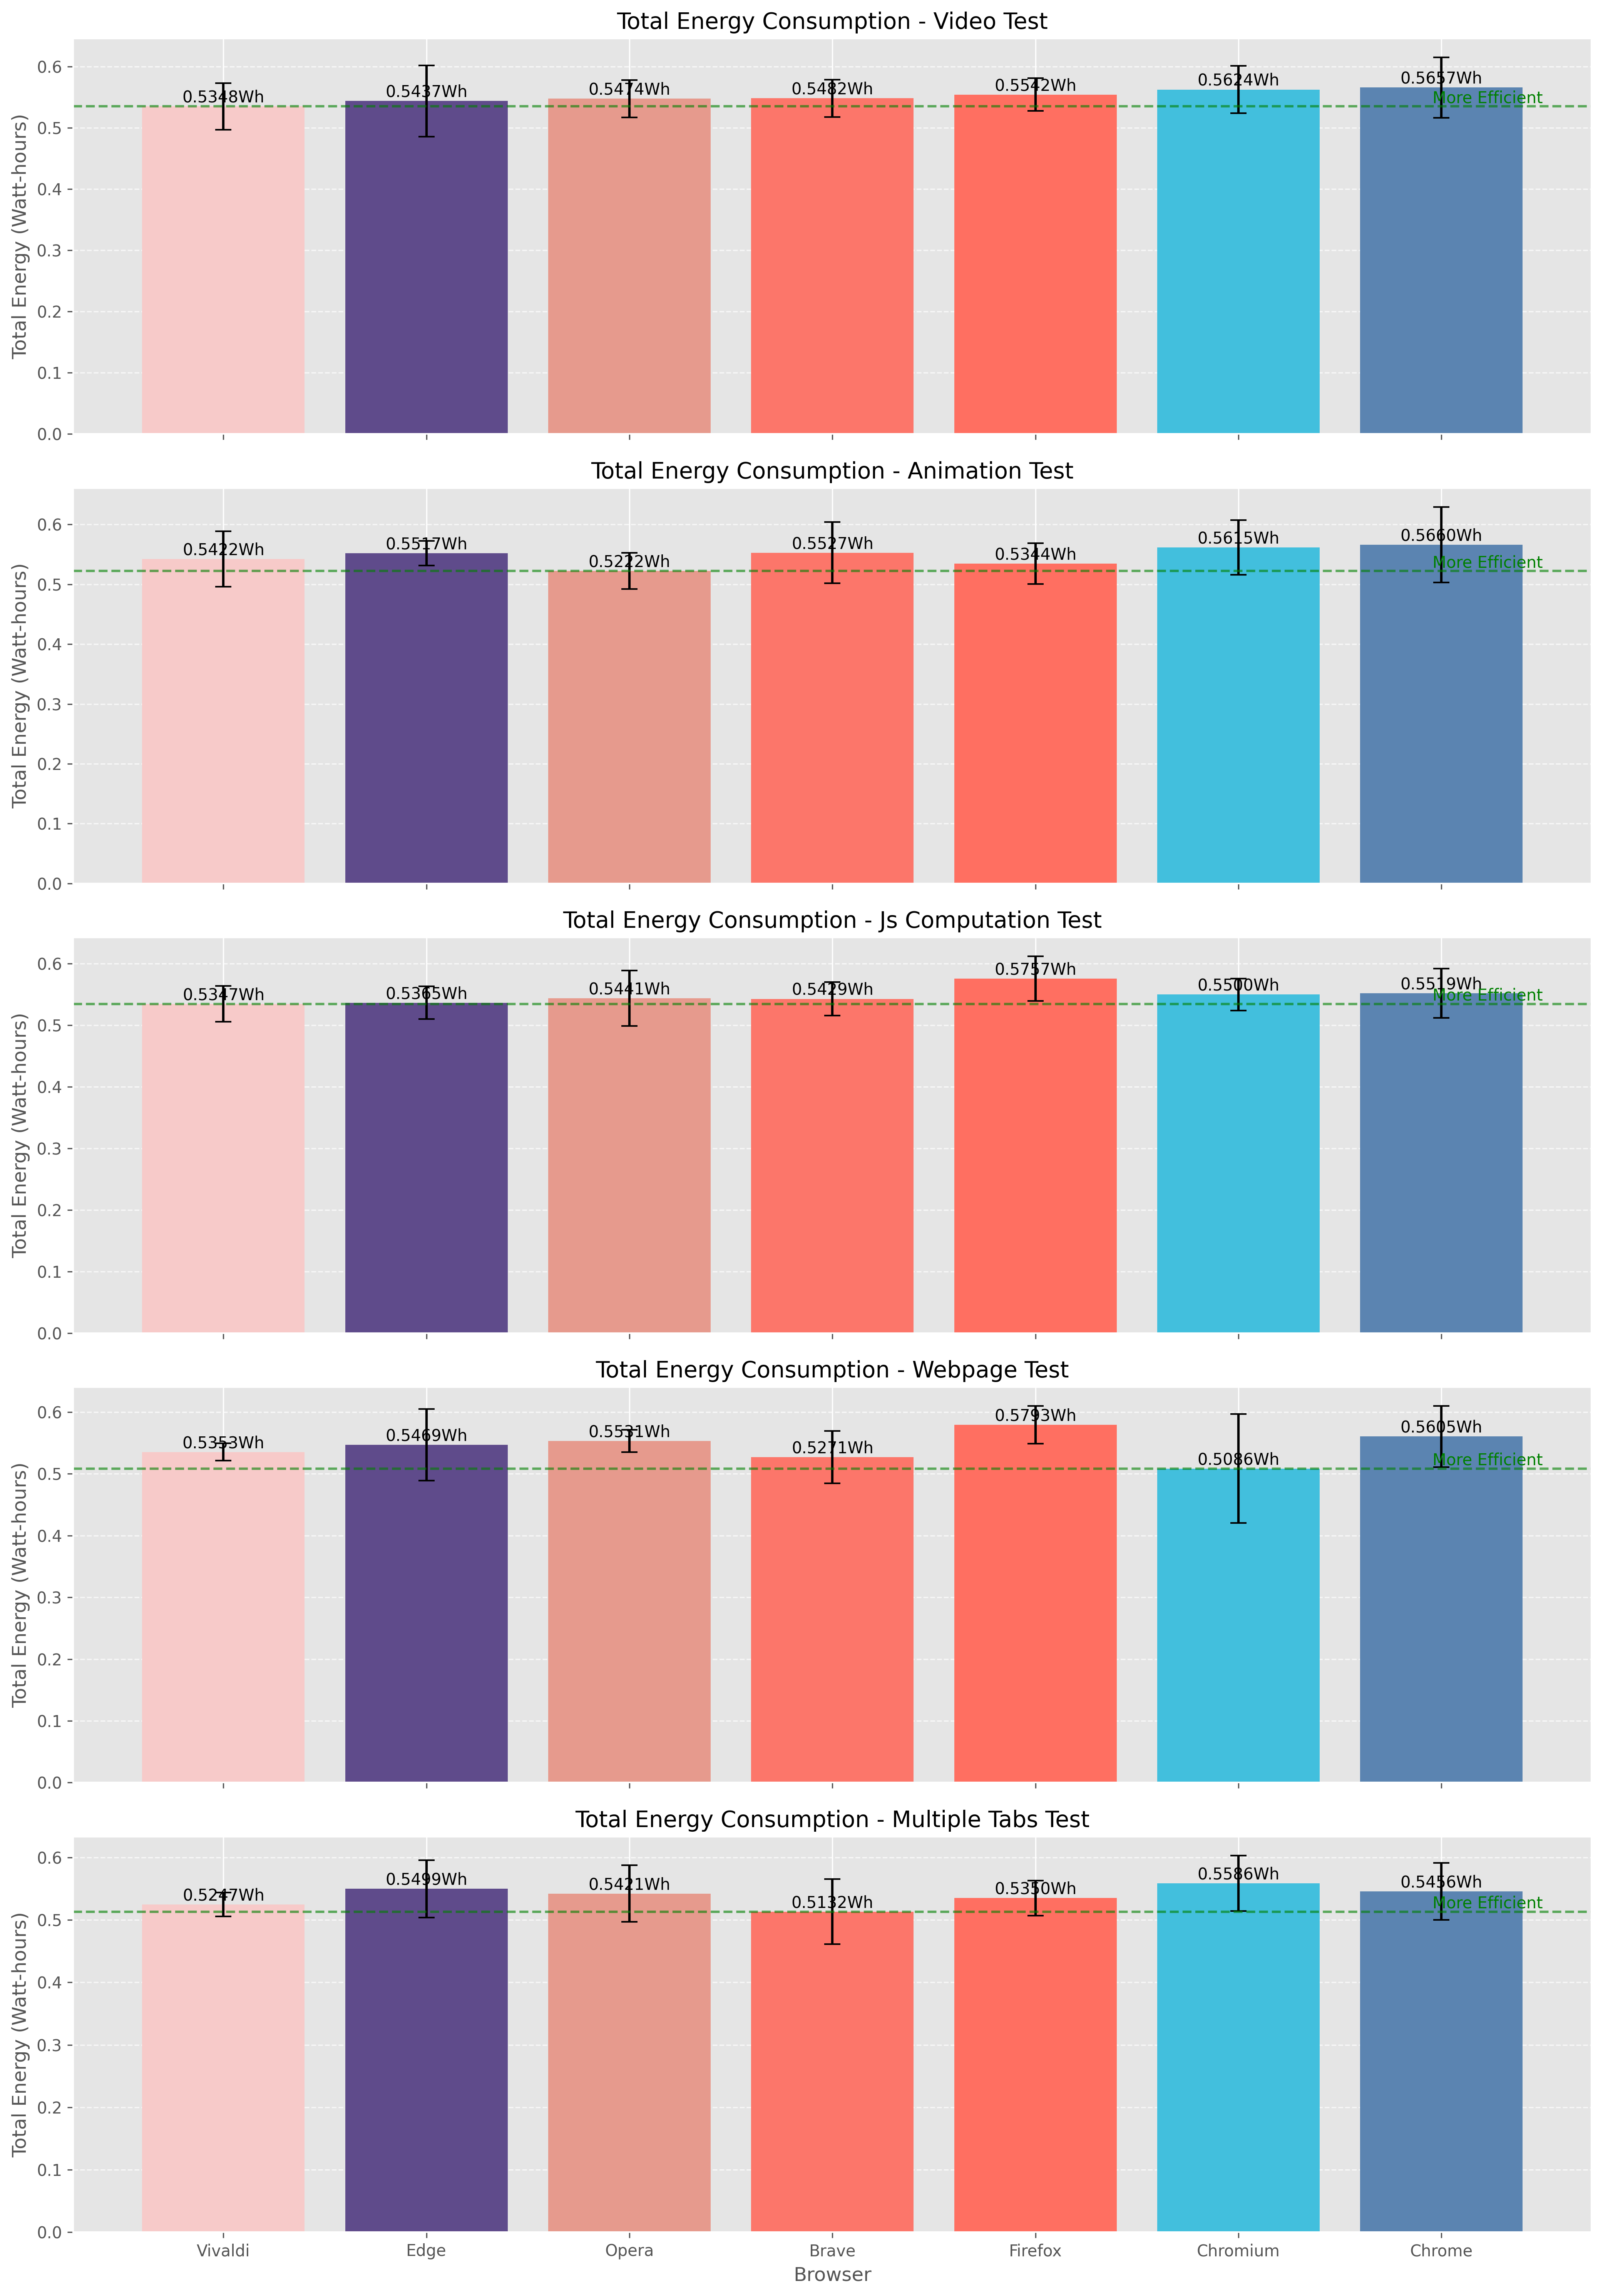 Total Energy Consumption - Video Test
Total Energy (Watt-hours)
0.6
0.5
0.4
0.3
0.2
0.1
0.0
0.5348Wh
0.5437Wh
0.5474Wh
0.5482Wh
0.5542Wh
0.5624Wh
0.5657Wh
More Efficient
Total Energy Consumption - Animation Test
Total Energy (Watt-hours)
0.6
0.5
0.4
0.3
0.2
0.1
0.0
0.5422Wh
0.5517Wh
0.5222Wh
0.5527Wh
0.5344Wh
0.5615Wh
0.5660Wh
More Efficient
Total Energy Consumption - Js Computation Test
Total Energy (Watt-hours)
0.6
0.5
0.4
0.3
0.2
0.1
0.0
0.5347Wh
0.5365Wh
0.5441Wh
0.5429Wh
0.5757Wh
0.5500Wh
0.5519Wh
More Efficient
Total Energy Consumption - Webpage Test
Total Energy (Watt-hours)
0.6
0.5
0.4
0.3
0.2
0.1
0.0
0.5353Wh
0.5469Wh
0.5531Wh
0.5271Wh
0.5793Wh
0.5086Wh
0.5605Wh
More Efficient
Total Energy Consumption - Multiple Tabs Test
Total Energy (Watt-hours)
0.6
0.5
0.4
0.3
0.2
0.1
0.0
0.5247Wh
0.5499Wh
0.5421Wh
0.5132Wh
0.5350Wh
0.5586Wh
0.5456Wh
More Efficient
Vivaldi
Edge
Opera
Brave
Firefox
Chromium
Chrome
Browser